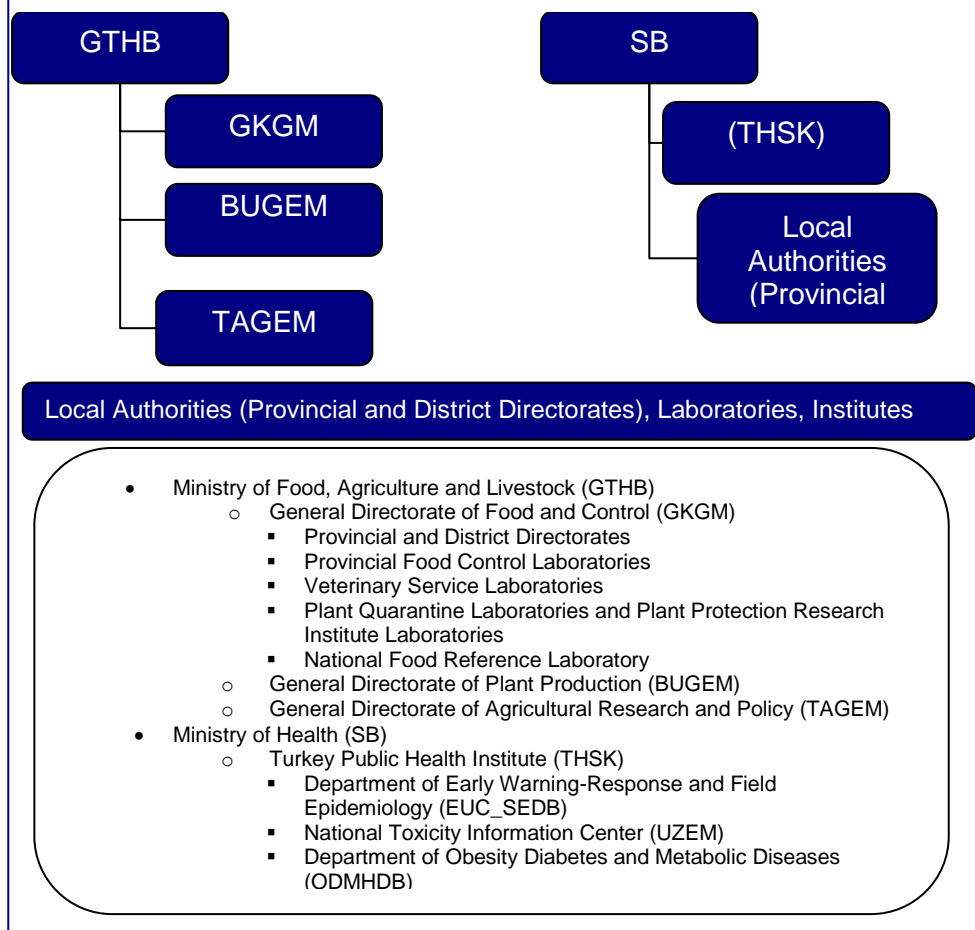 GTHB
GKGM
BUGEM
TAGEM
SB
(THSK)
Local
Authorities
(Provincial
Local Authorities (Provincial and District Directorates), Laboratories, Institutes
• Ministry of Food, Agriculture and Livestock (GTHB)
o General Directorate of Food and Control (GKGM)
▪ Provincial and District Directorates
▪ Provincial Food Control Laboratories
▪ Veterinary Service Laboratories
▪ Plant Quarantine Laboratories and Plant Protection Research
Institute Laboratories
▪ National Food Reference Laboratory
o General Directorate of Plant Production (BUGEM)
o General Directorate of Agricultural Research and Policy (TAGEM)
• Ministry of Health (SB)
o Turkey Public Health Institute (THSK)
▪ Department of Early Warning-Response and Field
Epidemiology (EUC_SEDB)
▪ National Toxicity Information Center (UZEM)
▪ Department of Obesity Diabetes and Metabolic Diseases
(ODMHDB)